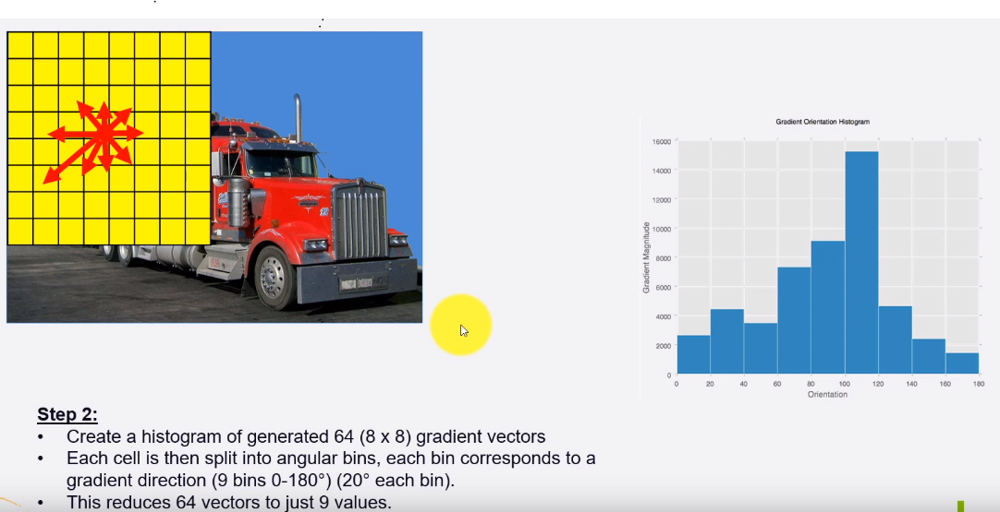 Gradient Orientation Histogram
16000
14000
12000
10000
8000
6000
4000
2000
0
Gradient Magnitude
0 20 40 60 80 100 120 140 160 180
Orientation
Step 2:
• Create a histogram of generated 64 (8 x 8) gradient vectors
• Each cell is then split into angular bins, each bin corresponds to a
gradient direction (9 bins 0-180°) (20° each bin).
• This reduces 64 vectors to just 9 values.